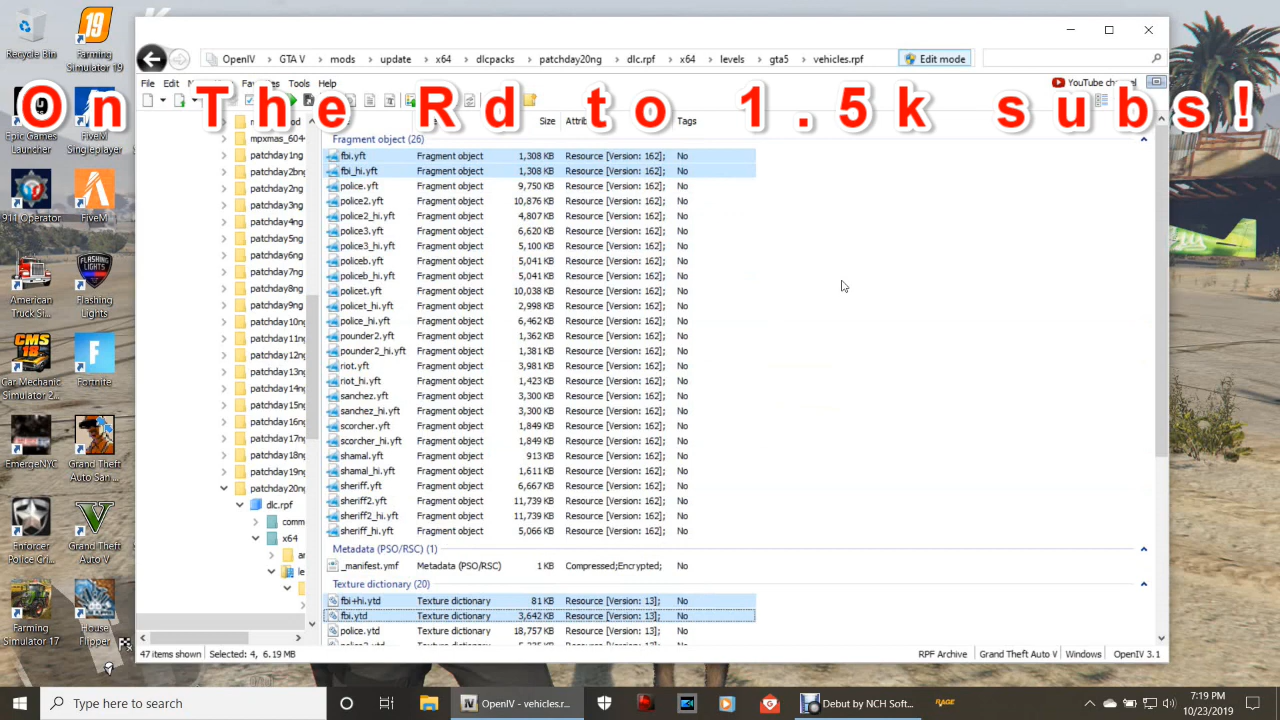 On The Rd to 1.5k subs!
Recycle Bin
Farming Simulator 19
Epic Games Launcher
FiveM Singleplayer
911 Operator
FiveM
American Truck Si...
Flashing Lights
Car Mechanic Simulator 2...
Fortnite
EmergeNYC
Grand Theft Auto San ...
Enforcer Police Cri...
Grand Theft Auto V
Farming Simulator 17
House Flipper
OpenIV GTA V mods update x64 dlcpacks patchday20ng dlc.rpf x64 levels gta5 vehicles.rpf Edit mode
File Edit Tools Help
YouTube
Size Tags
mpxmas_604
patchday1ng
patchday2bng
patchday2ng
patchday3ng
patchday4ng
patchday5ng
patchday6ng
patchday7ng
patchday8ng
patchday9ng
patchday10ng
patchday11ng
patchday12ng
patchday13ng
patchday14ng
patchday15ng
patchday16ng
patchday17ng
patchday18ng
patchday19ng
patchday20ng
dlc.rpf
comm
x64
Fragment object (26)
fbi.yft Fragment object 1,308 KB Resource [Version: 162]; No
fbi_hi.yft Fragment object 1,308 KB Resource [Version: 162]; No
police.yft Fragment object 9,750 KB Resource [Version: 162]; No
police2.yft Fragment object 10,876 KB Resource [Version: 162]; No
police2_hi.yft Fragment object 4,807 KB Resource [Version: 162]; No
police3.yft Fragment object 6,620 KB Resource [Version: 162]; No
police3_hi.yft Fragment object 5,100 KB Resource [Version: 162]; No
policeb.yft Fragment object 5,041 KB Resource [Version: 162]; No
policeb_hi.yft Fragment object 5,041 KB Resource [Version: 162]; No
policet.yft Fragment object 10,038 KB Resource [Version: 162]; No
policet_hi.yft Fragment object 2,998 KB Resource [Version: 162]; No
police_hi.yft Fragment object 6,462 KB Resource [Version: 162]; No
pounder2.yft Fragment object 1,362 KB Resource [Version: 162]; No
pounder2_hi.yft Fragment object 1,381 KB Resource [Version: 162]; No
riot.yft Fragment object 3,981 KB Resource [Version: 162]; No
riot_hi.yft Fragment object 1,423 KB Resource [Version: 162]; No
sanchez.yft Fragment object 3,300 KB Resource [Version: 162]; No
sanchez_hi.yft Fragment object 3,300 KB Resource [Version: 162]; No
scorcher.yft Fragment object 1,849 KB Resource [Version: 162]; No
scorcher_hi.yft Fragment object 1,849 KB Resource [Version: 162]; No
shamal.yft Fragment object 913 KB Resource [Version: 162]; No
shamal_hi.yft Fragment object 1,611 KB Resource [Version: 162]; No
sheriff.yft Fragment object 6,667 KB Resource [Version: 162]; No
sheriff2.yft Fragment object 11,739 KB Resource [Version: 162]; No
sheriff2_hi.yft Fragment object 11,739 KB Resource [Version: 162]; No
sheriff_hi.yft Fragment object 5,066 KB Resource [Version: 162]; No
Metadata (PSO/RSC) (1)
_manifest.ymf Metadata (PSO/RSC) 1 KB Compressed;Encrypted; No
Texture dictionary (20)
fbi+hi.ytd Texture dictionary 81 KB Resource [Version: 13]; No
fbi.ytd Texture dictionary 3,642 KB Resource [Version: 13]; No
police.ytd Texture dictionary 18,757 KB Resource [Version: 13]; No
47 items shown Selected: 4, 6.19 MB RPF Archive Grand Theft Auto V Windows OpenIV 3.1
Type here to search
OpenIV - vehicles.r...
Debut by NCH Soft...
RAGE
7:19 PM
10/23/2019